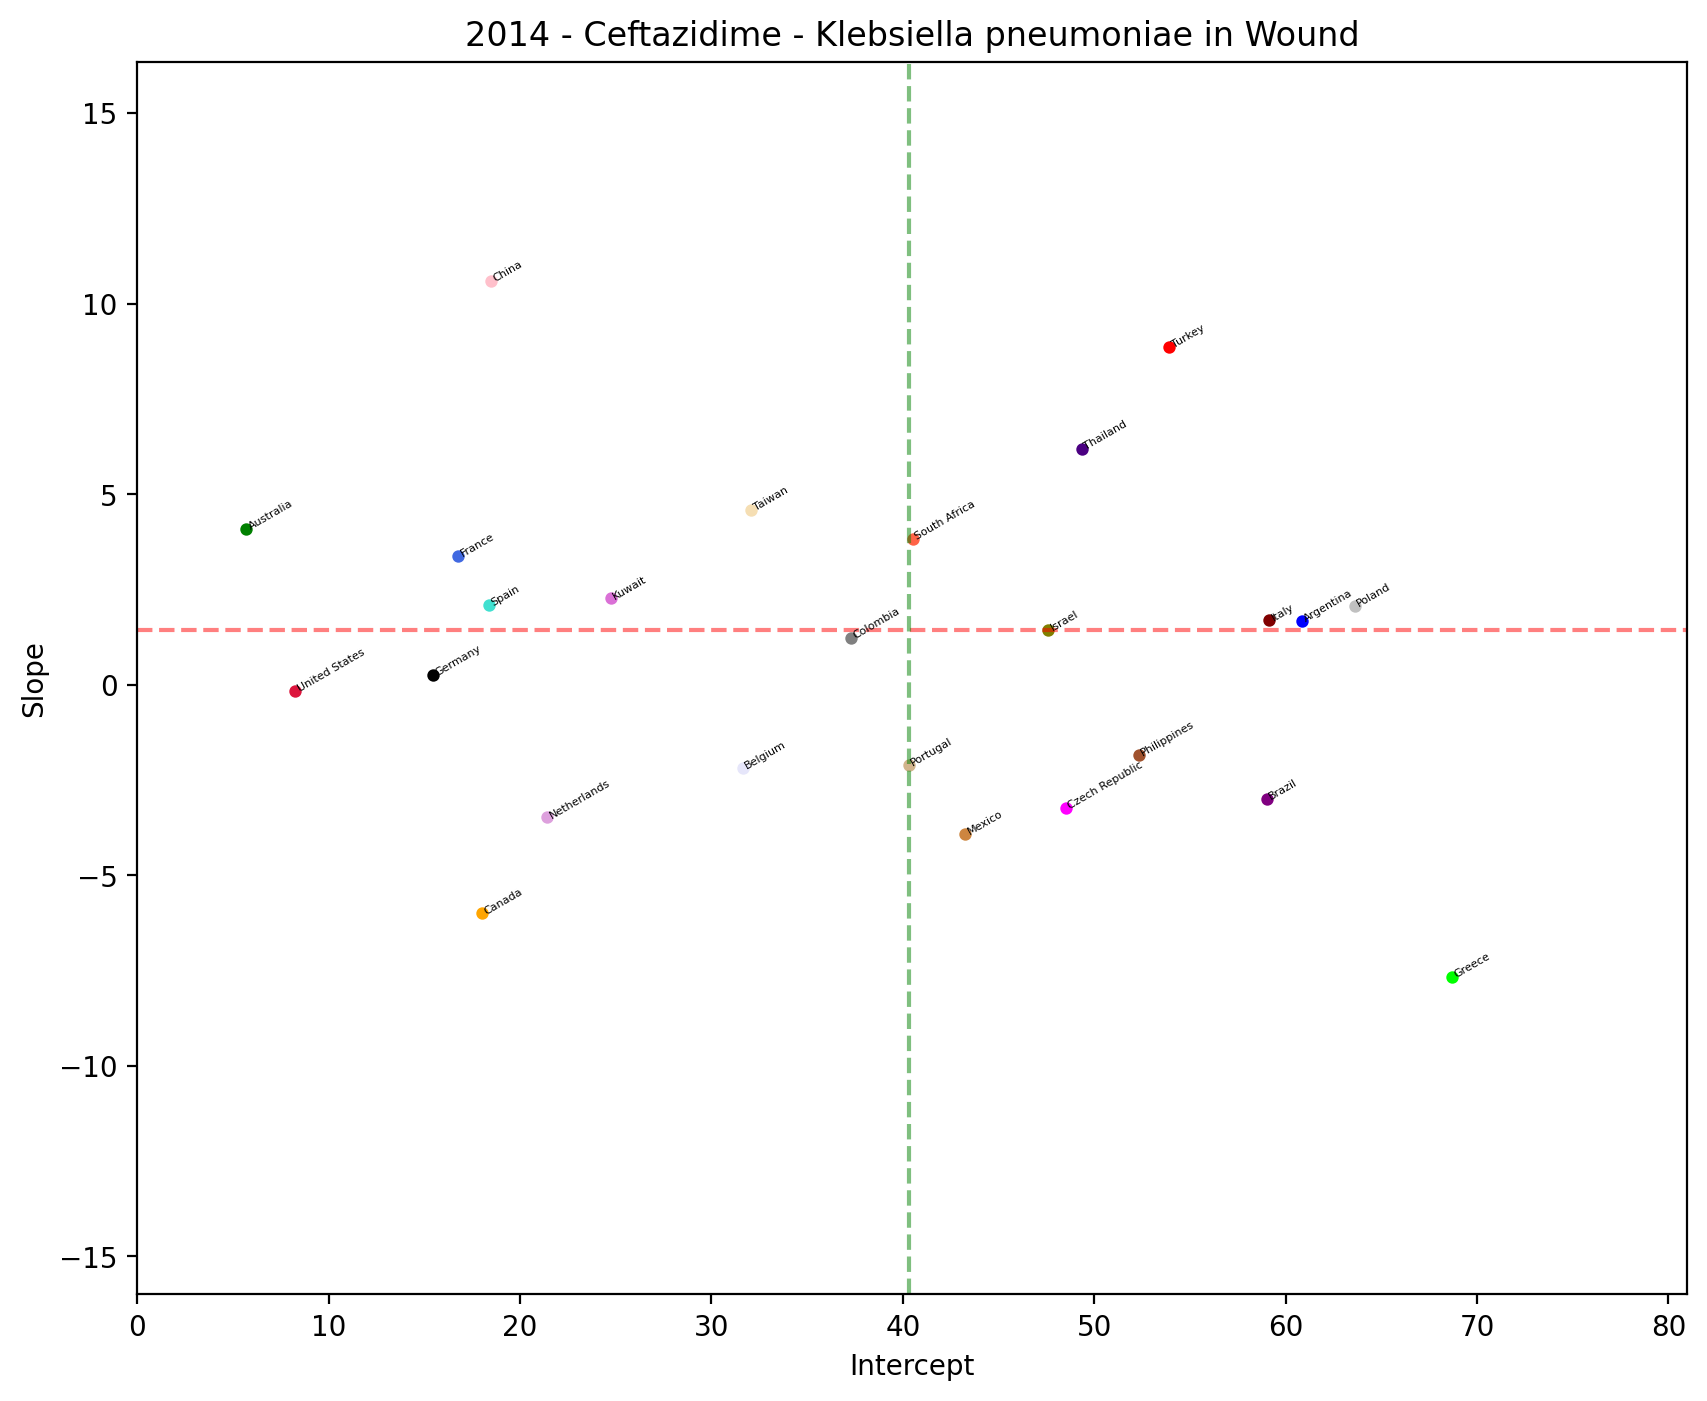 2014 - Ceftazidime - Klebsiella pneumoniae in Wound
15
10
5
0
−5
−10
−15
Slope
China
Turkey
Thailand
Taiwan
Australia
South Africa
France
Kuwait
Spain
Poland
Italy
Argentina
Israel
Colombia
Germany
United States
Philippines
Portugal
Belgium
Czech Republic
Brazil
Netherlands
Mexico
Canada
Greece
0
10
20
30
40
50
60
70
80
Intercept